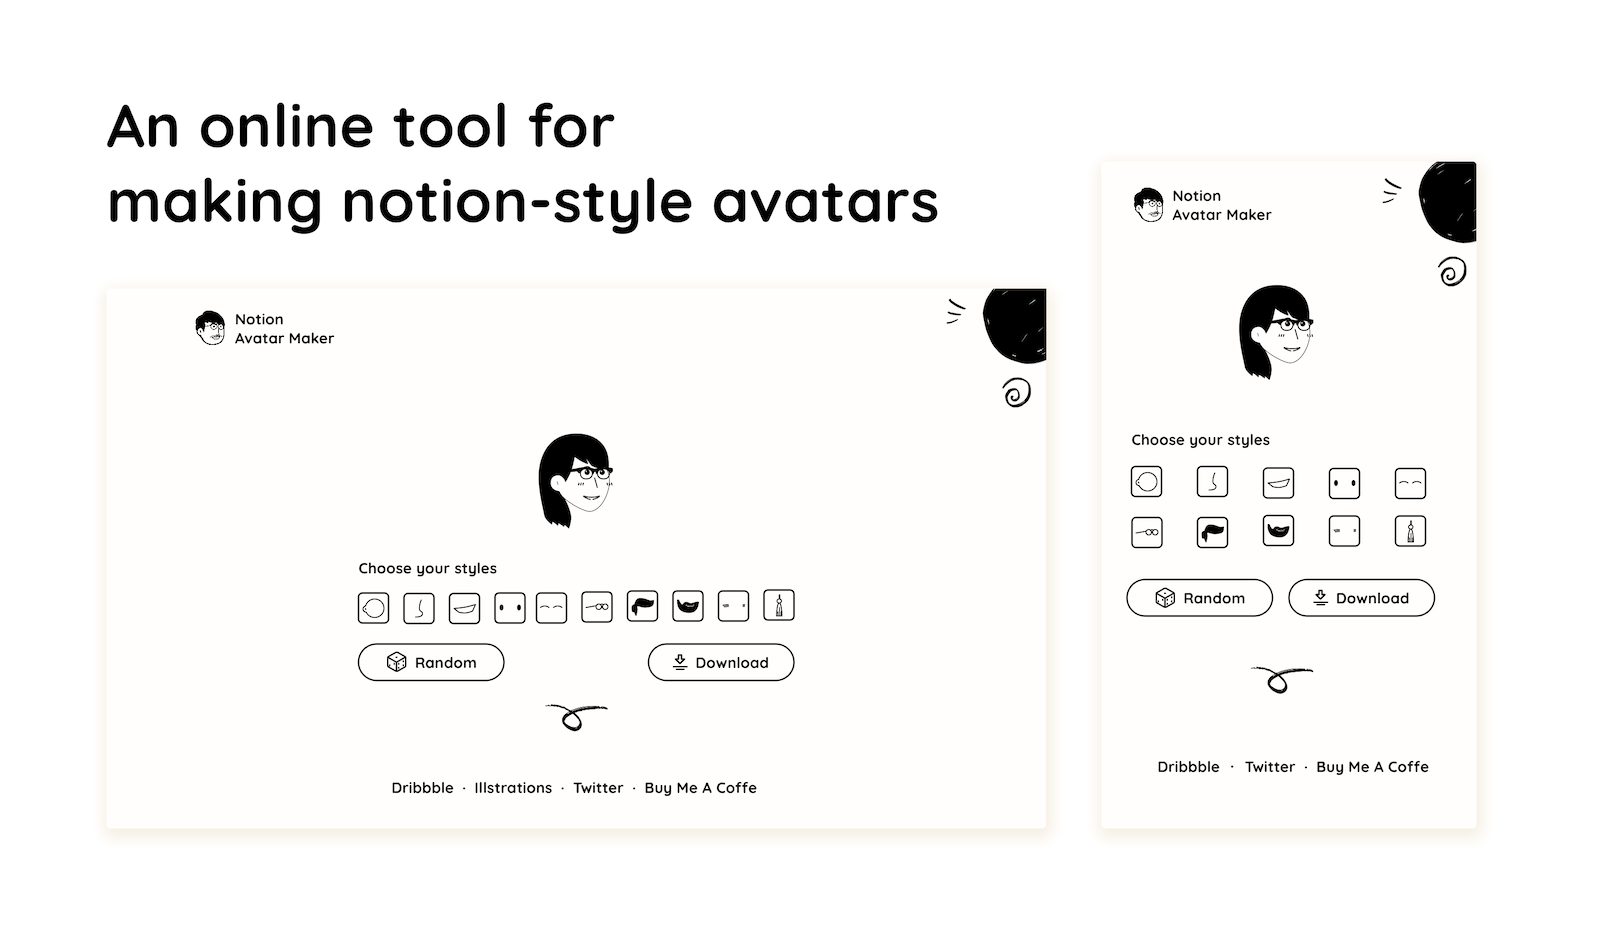 An online tool for
making notion-style avatars
Notion
Avatar Maker
Choose your styles
Random
Download
Dribbble · Illstrations · Twitter · Buy Me A Coffe
Notion
Avatar Maker
Choose your styles
Random
Download
Dribbble · Twitter · Buy Me A Coffe